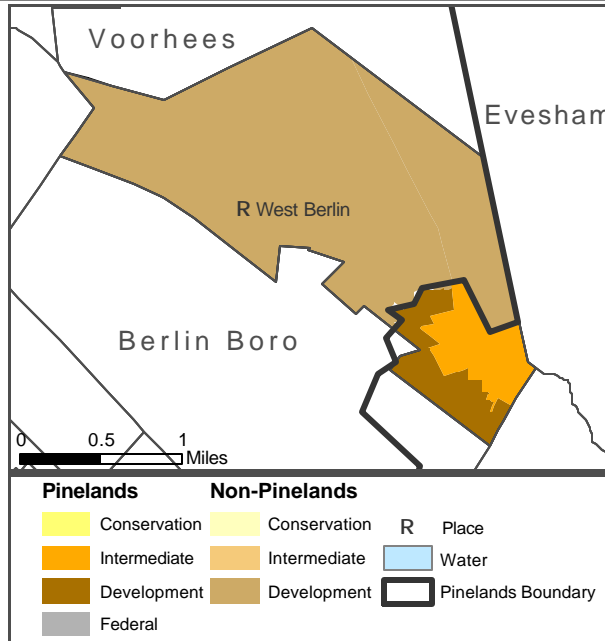 Voorhees
Evesham
R West Berlin
Berlin Boro
0 0.5 1
Miles
Pinelands Non-Pinelands
Conservation Conservation R Place
Intermediate Intermediate Water
Development Development Pinelands Boundary
Federal